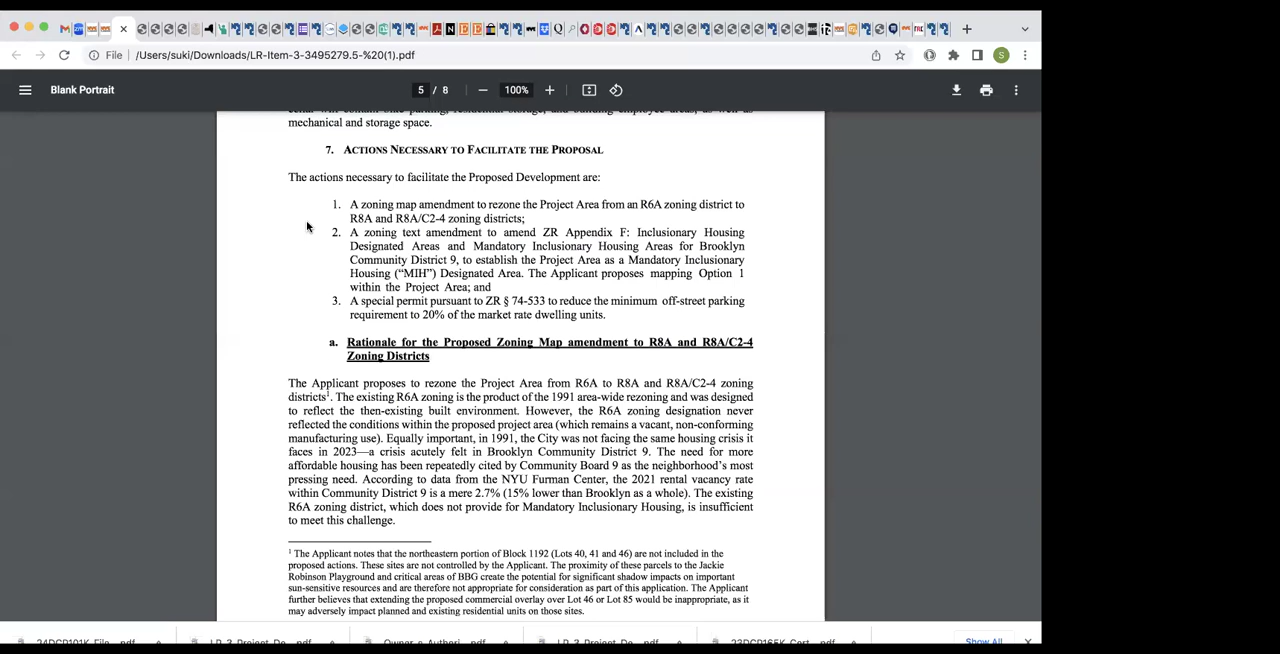 File
/Users/suki/Downloads/LR-Item-3-3495279.5-%20(1).pdf
S
Blank Portrait
5 / 8
100%
mechanical and storage space.
7. ACTIONS NECESSARY TO FACILITATE THE PROPOSAL
The actions necessary to facilitate the Proposed Development are:
1. A zoning map amendment to rezone the Project Area from an R6A zoning district to
R8A and R8A/C2-4 zoning districts;
2. A zoning text amendment to amend ZR Appendix F: Inclusionary Housing
Designated Areas and Mandatory Inclusionary Housing Areas for Brooklyn
Community District 9, to establish the Project Area as a Mandatory Inclusionary
Housing (“MIH”) Designated Area. The Applicant proposes mapping Option 1
within the Project Area; and
3. A special permit pursuant to ZR § 74-533 to reduce the minimum off-street parking
requirement to 20% of the market rate dwelling units.
a. Rationale for the Proposed Zoning Map amendment to R8A and R8A/C2-4
Zoning Districts
The Applicant proposes to rezone the Project Area from R6A to R8A and R8A/C2-4 zoning
districts¹. The existing R6A zoning is the product of the 1991 area-wide rezoning and was designed
to reflect the then-existing built environment. However, the R6A zoning designation never
reflected the conditions within the proposed project area (which remains a vacant, non-conforming
manufacturing use). Equally important, in 1991, the City was not facing the same housing crisis it
faces in 2023—a crisis acutely felt in Brooklyn Community District 9. The need for more
affordable housing has been repeatedly cited by Community Board 9 as the neighborhood’s most
pressing need. According to data from the NYU Furman Center, the 2021 rental vacancy rate
within Community District 9 is a mere 2.7% (15% lower than Brooklyn as a whole). The existing
R6A zoning district, which does not provide for Mandatory Inclusionary Housing, is insufficient
to meet this challenge.
¹ The Applicant notes that the northeastern portion of Block 1192 (Lots 40, 41 and 46) are not included in the
proposed actions. These sites are not controlled by the Applicant. The proximity of these parcels to the Jackie
Robinson Playground and critical areas of BBG create the potential for significant shadow impacts on important
sun-sensitive resources and are therefore not appropriate for consideration as part of this application. The Applicant
further believes that extending the proposed commercial overlay over Lot 46 or Lot 85 would be inappropriate, as it
may adversely impact planned and existing residential units on those sites.
Show All